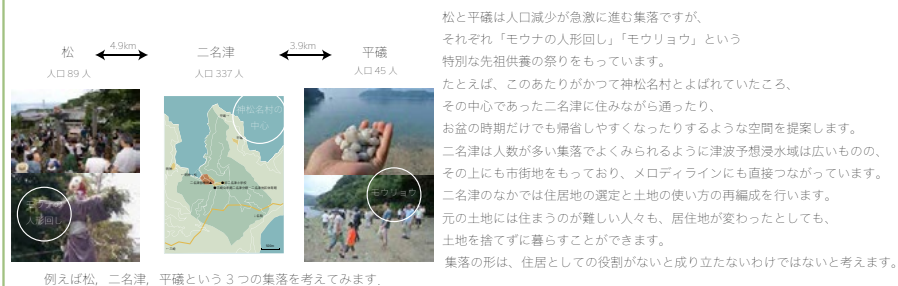 松
4.9km
二名津
3.9km
平磯
人口 89 人
人口 337 人
人口 45 人
神松名村の
中心
モウナの
人形回し
モウリョウ
例えば松，二名津，平磯という 3 つの集落を考えてみます．
松と平磯は人口減少が急激に進む集落ですが、
それぞれ「モウナの人形回し」「モウリョウ」という
特別な先祖供養の祭りをもっています。
たとえば、このあたりがかつて神松名村とよばれていたころ、
その中心であった二名津に住みながら通ったり、
お盆の時期だけでも帰省しやすくなったりするような空間を提案します。
二名津は人数が多い集落でよくみられるように津波予想浸水域は広いものの、
その上にも市街地をもっており、メロディラインにも直接つながっています。
二名津のなかでは住居地の選定と土地の使い方の再編成を行います。
元の土地には住まうのが難しい人々も、居住地が変わったとしても、
土地を捨てずに暮らすことができます。
集落の形は、住居としての役割がないと成り立たないわけではないと考えます。